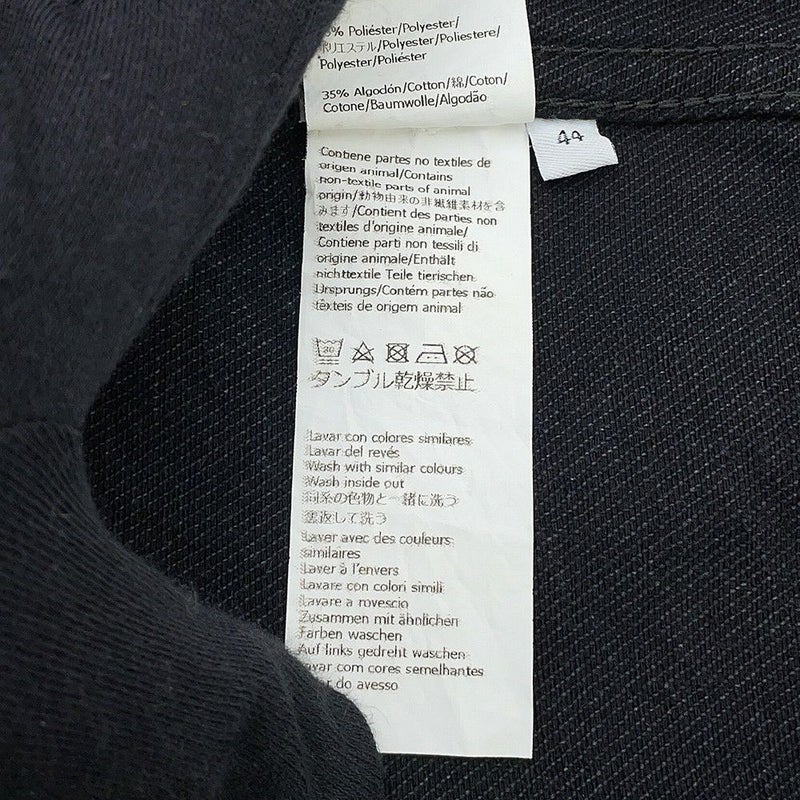 % Poliéster/Polyester/
ポリエステル/Polyester/Poliestere/
Polyester/Poliéster
35% Algodón/Cotton/綿/Coton/
Cotone/Baumwolle/Algodão
44
Contiene partes no textiles de
origen animal/Contains
non-textile parts of animal
origin/動物由来の非繊維素材を含
みます/Contient des parties non
textiles d'origine animale/
Contiene parti non tessili di
origine animale/Enthält
nichttextile Teile tierischen
Ursprungs/Contém partes não
têxteis de origem animal
30
タンブル乾燥禁止
Lavar con colores similares
Lavar del revés
Wash with similar colours
Wash inside out
同系の色物と一緒に洗う
裏返して洗う
Laver avec des couleurs
similaires
Laver à l'envers
Lavare con colori simili
Lavare a rovescio
Zusammen mit ähnlichen
Farben waschen
Auf links gedreht waschen
Lavar com cores semelhantes
do avesso